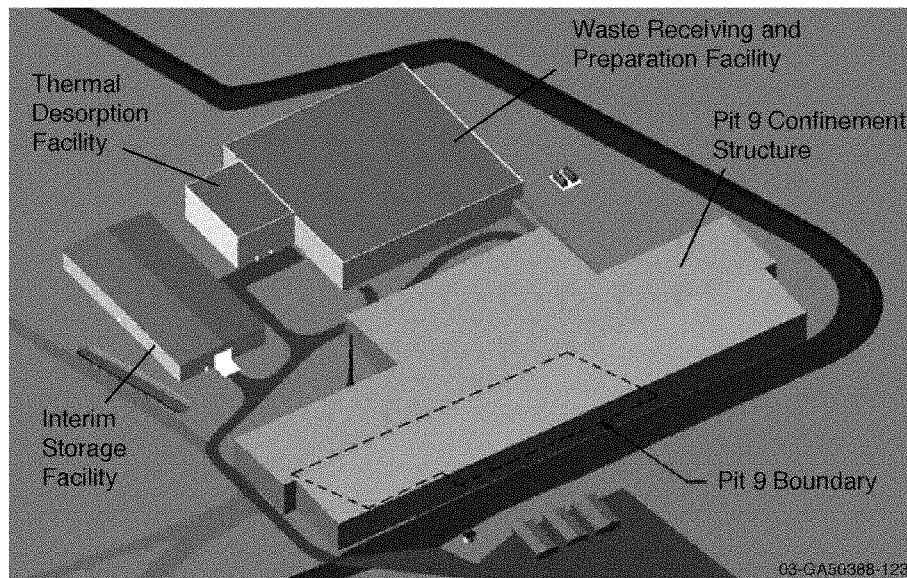 Waste Receiving and
Preparation Facility
Thermal
Desorption
Facility
Pit 9 Confinement
Structure
Interim
Storage
Facility
Pit 9 Boundary
03-GA50388-123